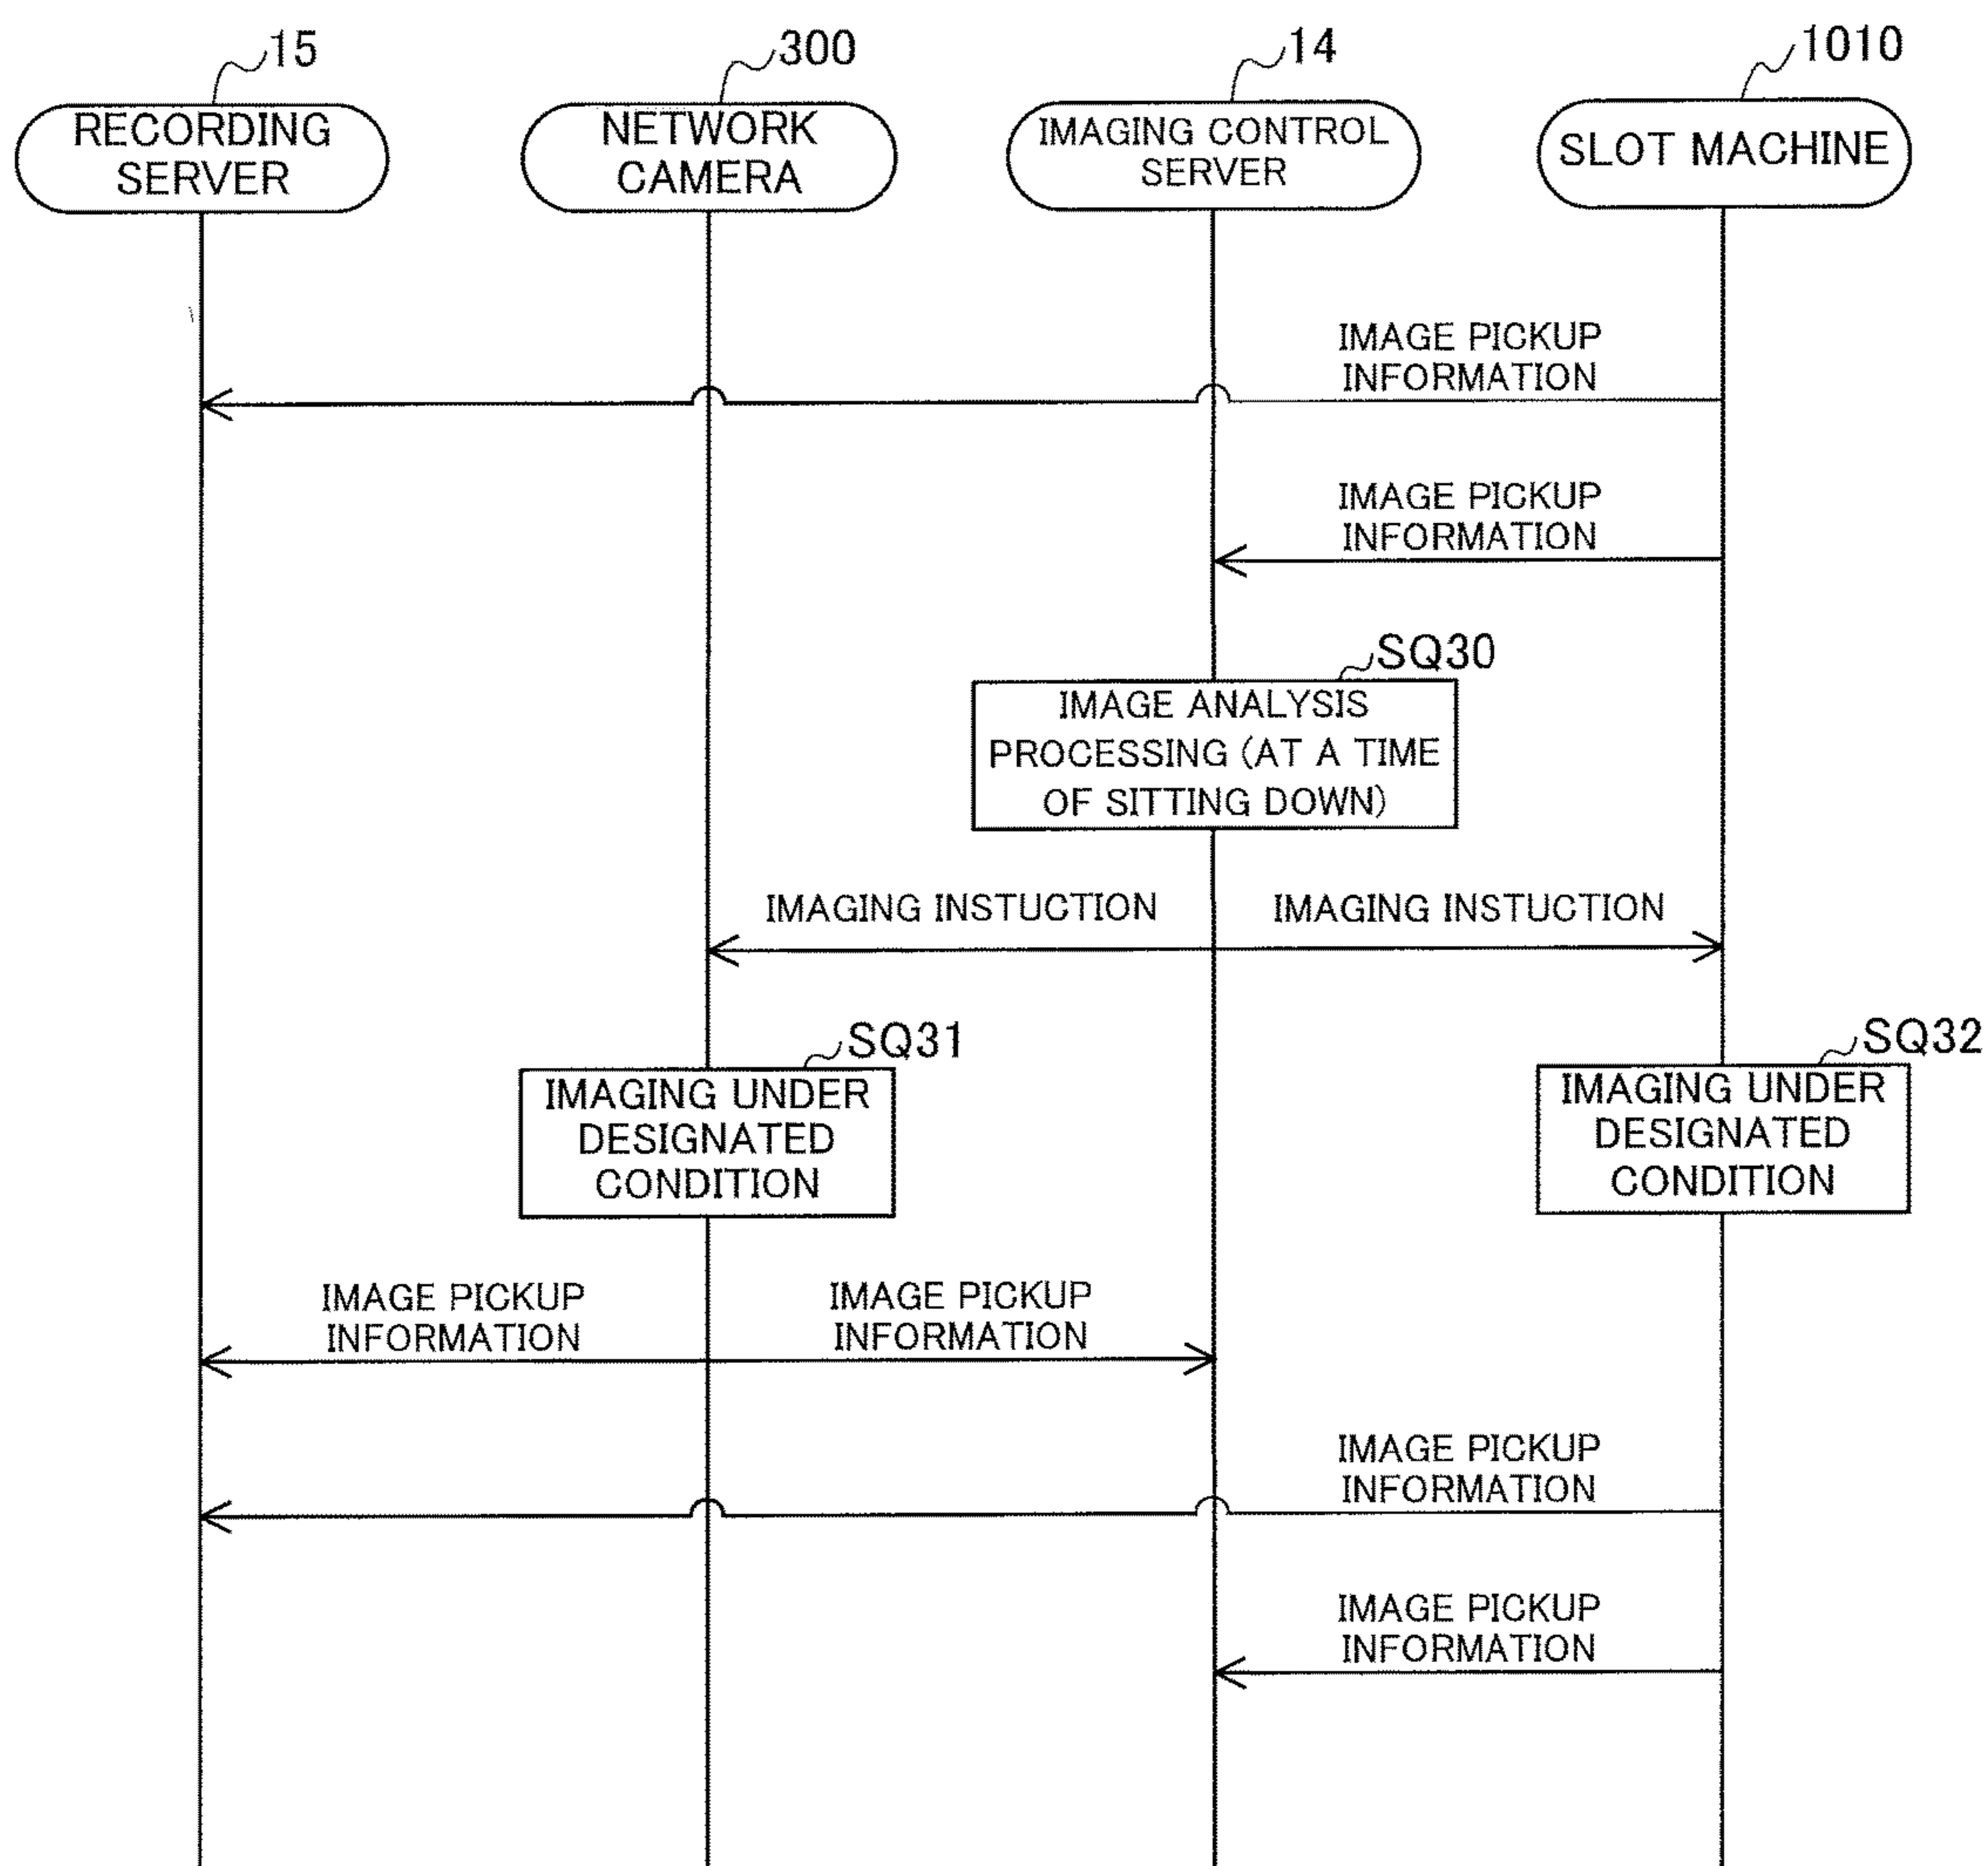 15
300
14
1010
RECORDING
SERVER
NETWORK
CAMERA
IMAGING CONTROL
SERVER
SLOT MACHINE
IMAGE PICKUP
INFORMATION
IMAGE PICKUP
INFORMATION
SQ30
IMAGE ANALYSIS
PROCESSING (AT A TIME
OF SITTING DOWN)
IMAGING INSTUCTION
IMAGING INSTUCTION
SQ31
IMAGING UNDER
DESIGNATED
CONDITION
SQ32
IMAGING UNDER
DESIGNATED
CONDITION
IMAGE PICKUP
INFORMATION
IMAGE PICKUP
INFORMATION
IMAGE PICKUP
INFORMATION
IMAGE PICKUP
INFORMATION